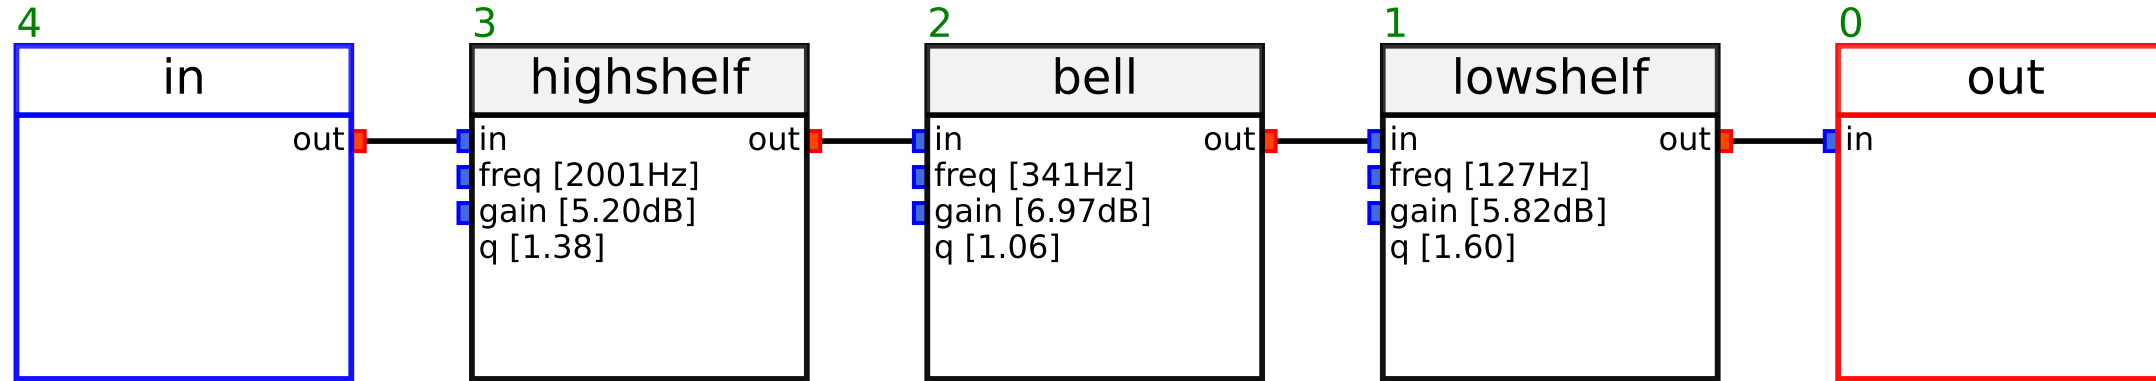 4
in
out
3
highshelf
in out
freq [2001Hz]
gain [5.20dB]
q [1.38]
2
bell
in out
freq [341Hz]
gain [6.97dB]
q [1.06]
1
lowshelf
in out
freq [127Hz]
gain [5.82dB]
q [1.60]
0
out
in